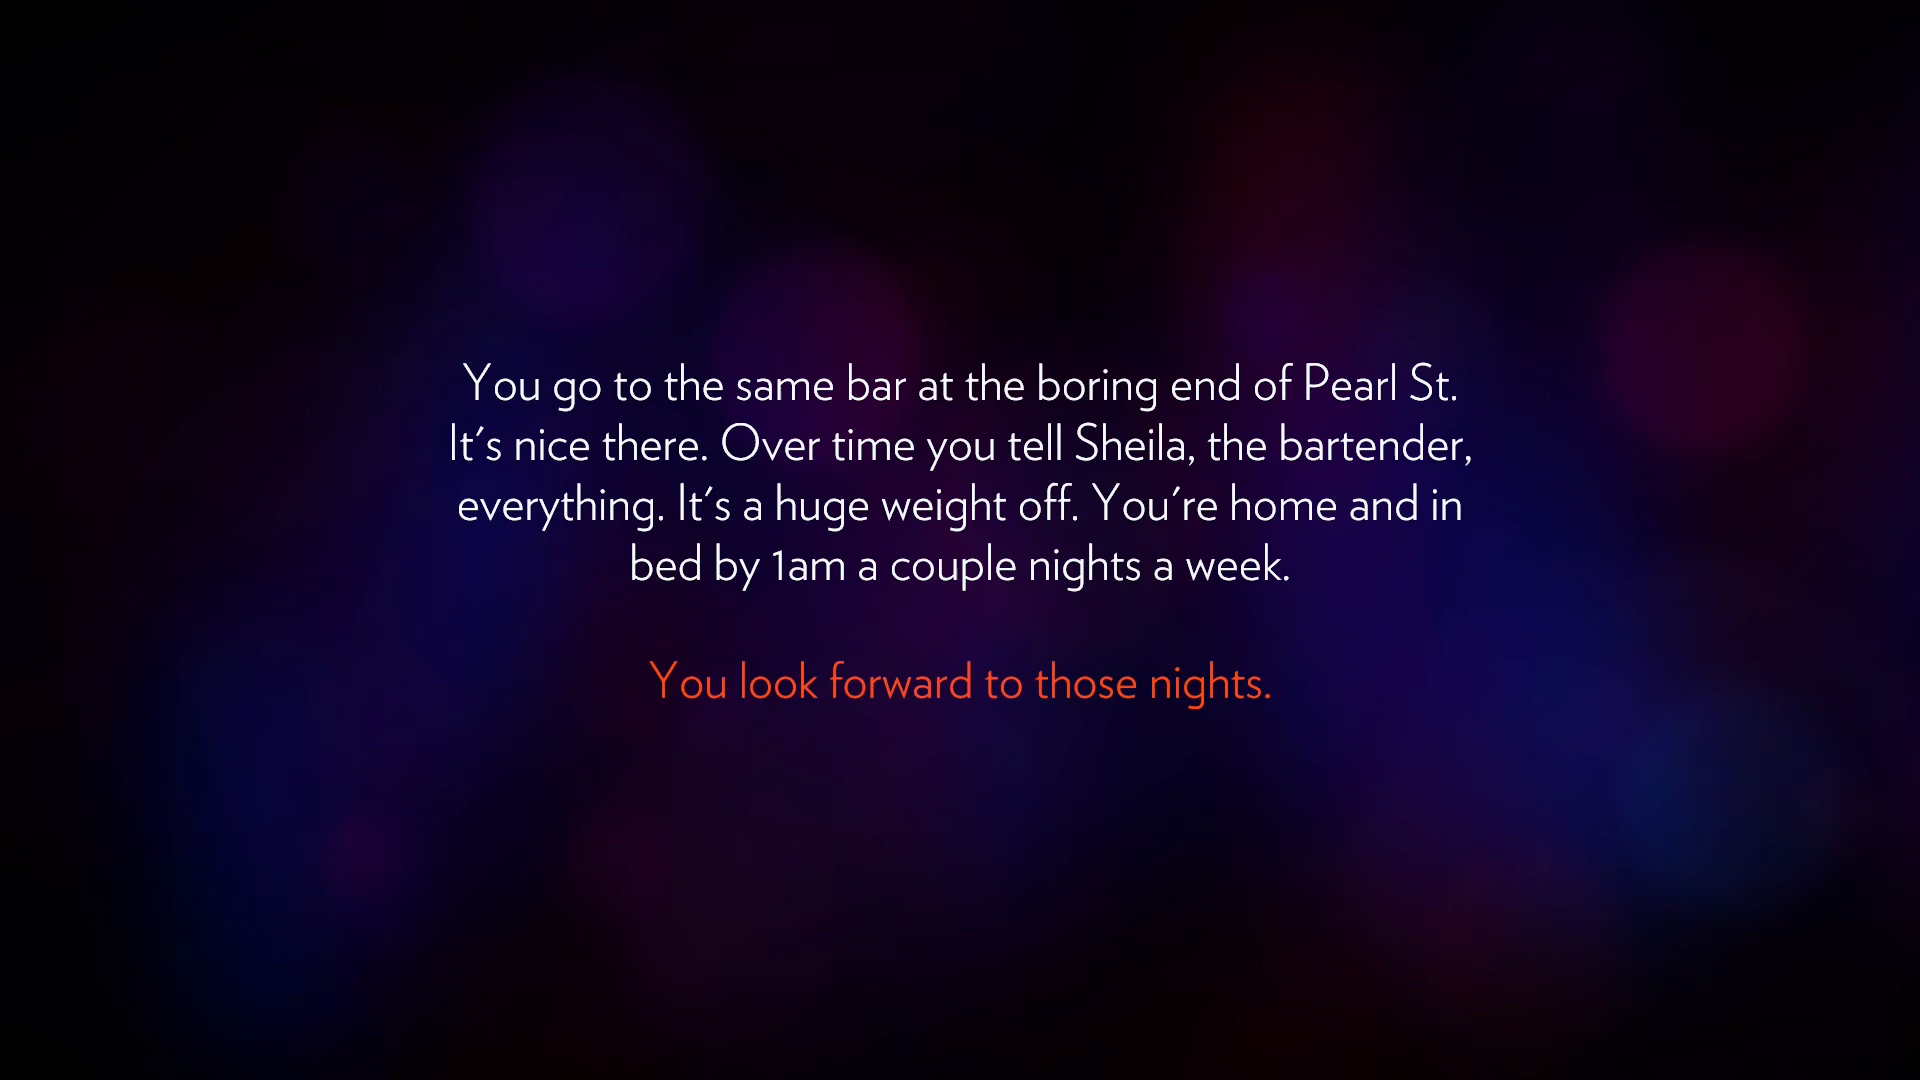 You go to the same bar at the boring end of Pearl St.
It's nice there. Over time you tell Sheila, the bartender,
everything. It's a huge weight off. You're home and in
bed by 1am a couple nights a week.
You look forward to those nights.